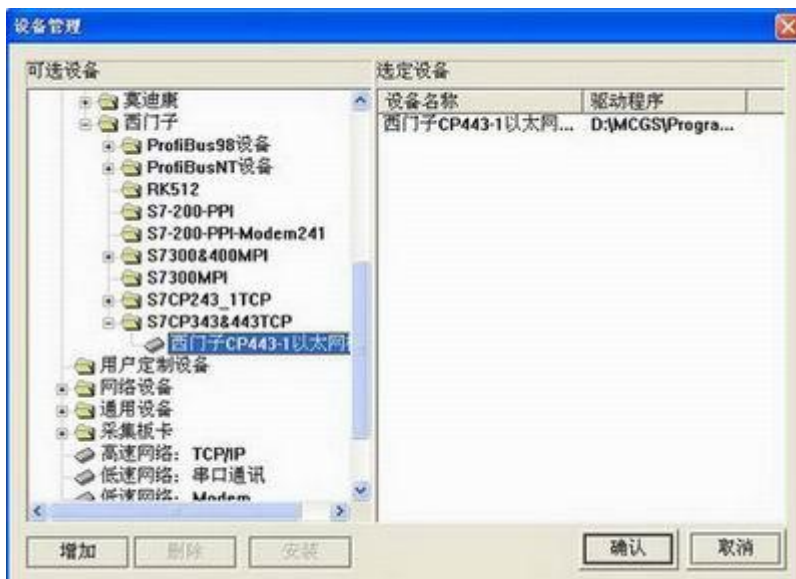 设备管理
可选设备
莫迪康
西门子
ProfiBus98设备
ProfiBusNT设备
RK512
S7-200-PPI
S7-200-PPI-Modem241
S7300&400MPI
S7300MPI
S7CP243_1TCP
S7CP343&443TCP
西门子CP443-1以太网
用户定制设备
网络设备
通用设备
采集板卡
高速网络：TCP/IP
低速网络：串口通讯
低速网络：Modem
选定设备
设备名称 驱动程序
西门子CP443-1以太网... D:\MCGS\Progra...
增加 删除 安装 确认 取消